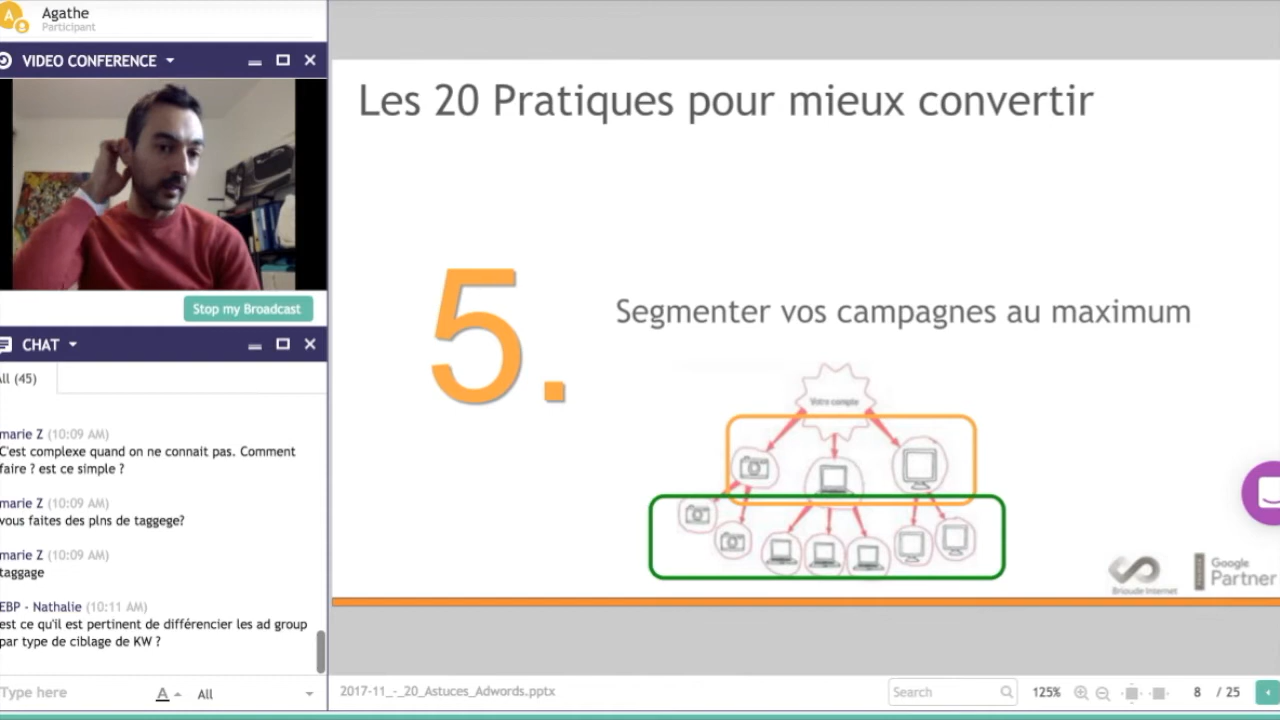 A
Agathe
Participant
VIDEO CONFERENCE
Stop my Broadcast
CHAT
All (45)
marie Z (10:09 AM)
C'est complexe quand on ne connait pas. Comment
faire ? est ce simple ?
marie Z (10:09 AM)
vous faites des plns de taggege?
marie Z (10:09 AM)
taggage
EBP - Nathalie (10:11 AM)
est ce qu'il est pertinent de différencier les ad group
par type de ciblage de KW ?
Type here
A
All
Les 20 Pratiques pour mieux convertir
5.
Segmenter vos campagnes au maximum
Votre compte
Brioude Internet
Google
Partner
2017-11_-_20_Astuces_Adwords.pptx
Search
125%
8 / 25